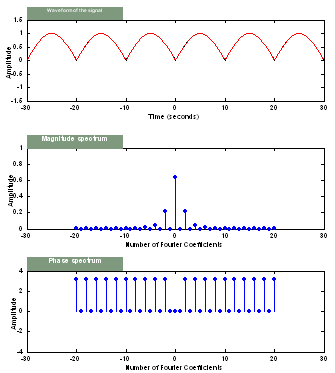 Waveform of the signal
1.5
1
0.5
0
-0.5
-1
-1.5
Amplitude
-30 -20 -10 0 10 20 30
Time (seconds)
Magnitude spectrum
1
0.8
0.6
0.4
0.2
0
Amplitude
-30 -20 -10 0 10 20 30
Number of Fourier Coefficients
Phase spectrum
4
2
0
-2
-4
Amplitude
-30 -20 -10 0 10 20 30
Number of Fourier Coefficients